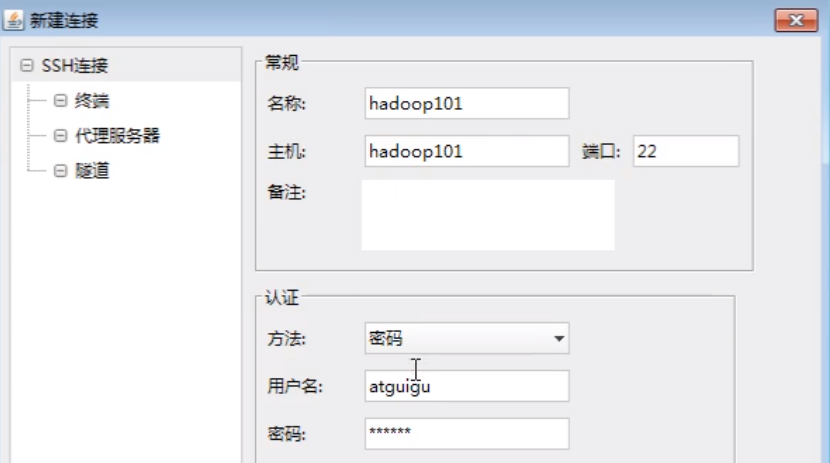 新建连接
SSH连接
终端
代理服务器
隧道
常规
名称: hadoop101
主机: hadoop101 端口: 22
备注:
认证
方法: 密码
用户名: atguigu
密码: ******